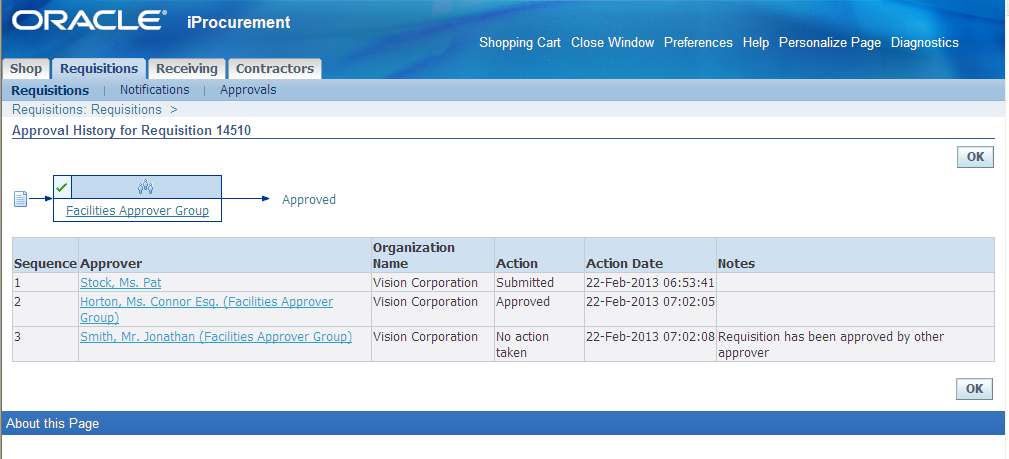 ORACLE® iProcurement
Shopping Cart Close Window Preferences Help Personalize Page Diagnostics
Shop Requisitions Receiving Contractors
Requisitions | Notifications | Approvals
Requisitions: Requisitions >
Approval History for Requisition 14510
OK
Facilities Approver Group
Approved
Sequence Approver Organization Name Action Action Date Notes
1 Stock, Ms. Pat Vision Corporation Submitted 22-Feb-2013 06:53:41
2 Horton, Ms. Connor Esq. (Facilities Approver Group) Vision Corporation Approved 22-Feb-2013 07:02:05
3 Smith, Mr. Jonathan (Facilities Approver Group) Vision Corporation No action taken 22-Feb-2013 07:02:08 Requisition has been approved by other approver
OK
About this Page